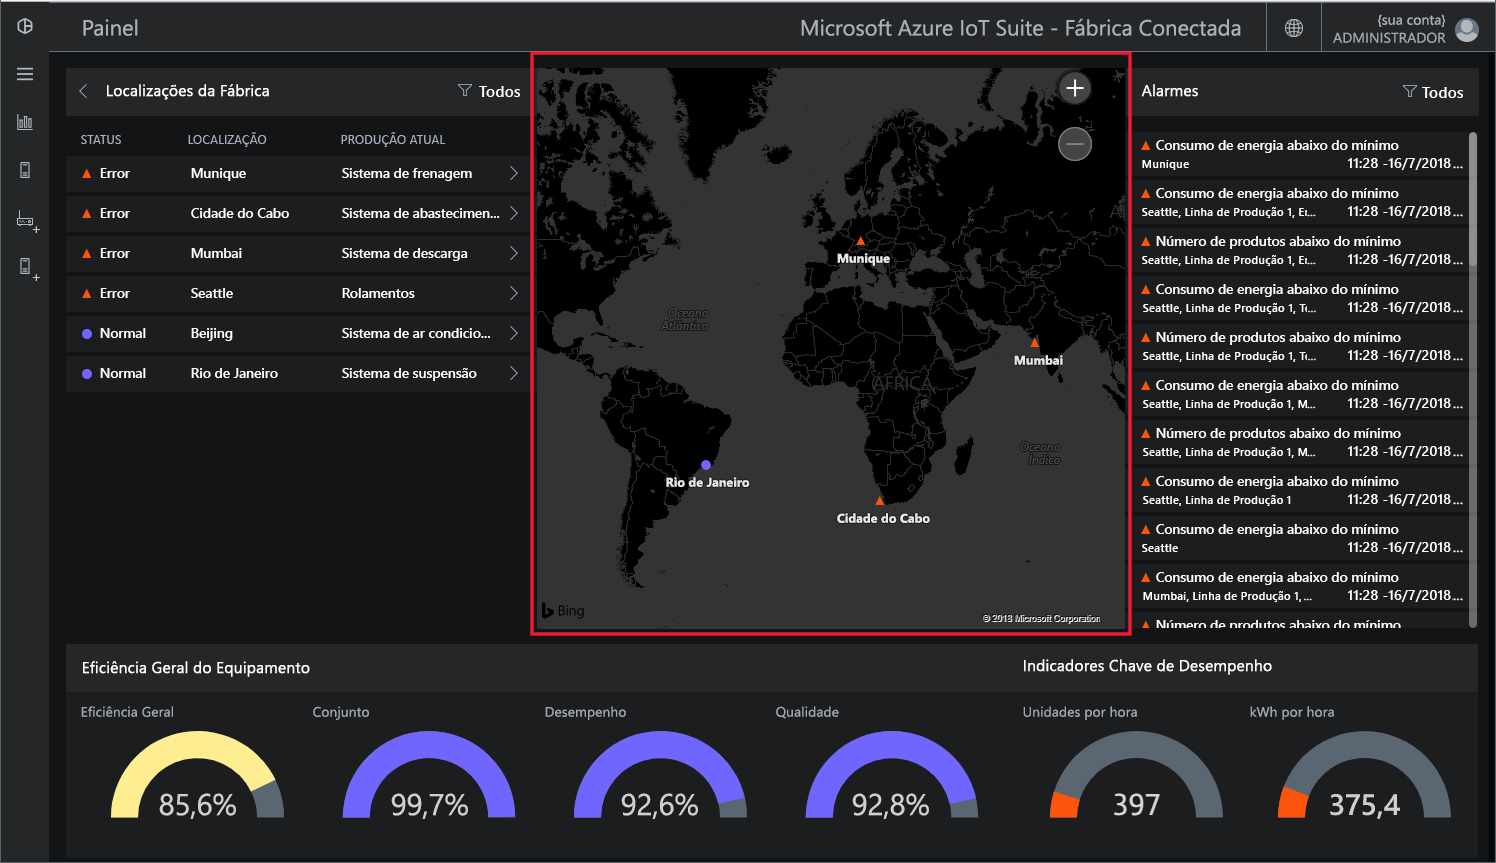 Painel
Microsoft Azure IoT Suite - Fábrica Conectada
{sua conta}
ADMINISTRADOR
Localizações da Fábrica
Todos
STATUS LOCALIZAÇÃO PRODUÇÃO ATUAL
Error Munique Sistema de frenagem
Error Cidade do Cabo Sistema de abastecimen...
Error Mumbai Sistema de descarga
Error Seattle Rolamentos
Normal Beijing Sistema de ar condicio...
Normal Rio de Janeiro Sistema de suspensão
Munique
Oceano
Atlântico
Mumbai
ÁFRICA
Oceano
Índico
Rio de Janeiro
Cidade do Cabo
Bing
© 2018 Microsoft Corporation
Alarmes
Todos
Consumo de energia abaixo do mínimo
Munique 11:28 -16/7/2018...
Consumo de energia abaixo do mínimo
Seattle, Linha de Produção 1, Er... 11:28 -16/7/2018...
Número de produtos abaixo do mínimo
Seattle, Linha de Produção 1, Er... 11:28 -16/7/2018...
Consumo de energia abaixo do mínimo
Seattle, Linha de Produção 1, Te... 11:28 -16/7/2018...
Número de produtos abaixo do mínimo
Seattle, Linha de Produção 1, Te... 11:28 -16/7/2018...
Consumo de energia abaixo do mínimo
Seattle, Linha de Produção 1, M... 11:28 -16/7/2018...
Número de produtos abaixo do mínimo
Seattle, Linha de Produção 1, M... 11:28 -16/7/2018...
Consumo de energia abaixo do mínimo
Seattle, Linha de Produção 1 11:28 -16/7/2018...
Consumo de energia abaixo do mínimo
Seattle 11:28 -16/7/2018...
Consumo de energia abaixo do mínimo
Mumbai, Linha de Produção 1,... 11:28 -16/7/2018...
Número de produtos abaixo do mínimo
Eficiência Geral do Equipamento
Indicadores Chave de Desempenho
Eficiência Geral
85,6%
Conjunto
99,7%
Desempenho
92,6%
Qualidade
92,8%
Unidades por hora
397
kWh por hora
375,4